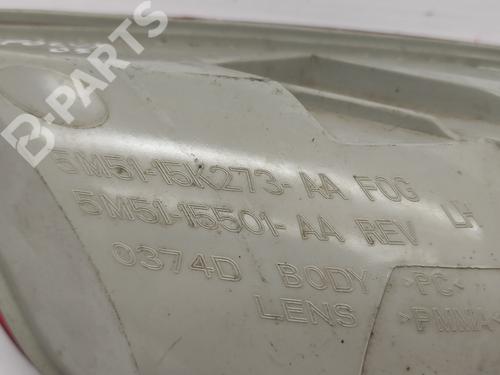 B-PARTS
5M51-15K273-AA FOG
5M51-15501-AA REV LH
0374D BODY >PC<
LENS >PMMA<